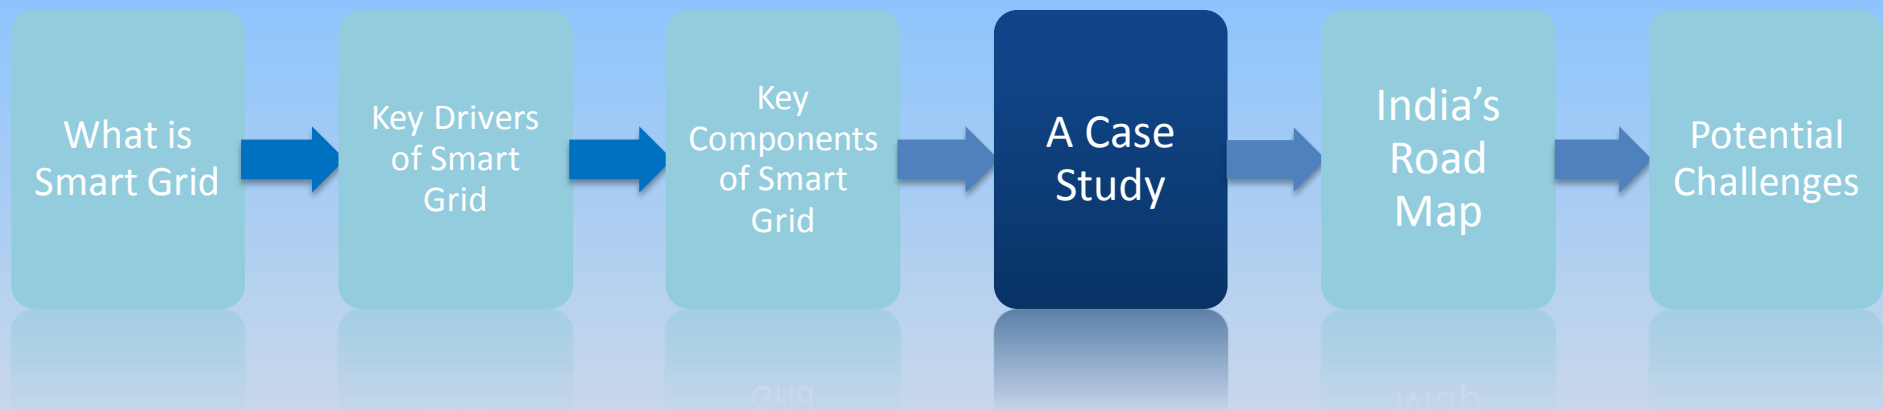 What is
Smart Grid
Key Drivers
of Smart
Grid
Key
Components
of Smart
Grid
A Case
Study
India’s
Road
Map
Potential
Challenges